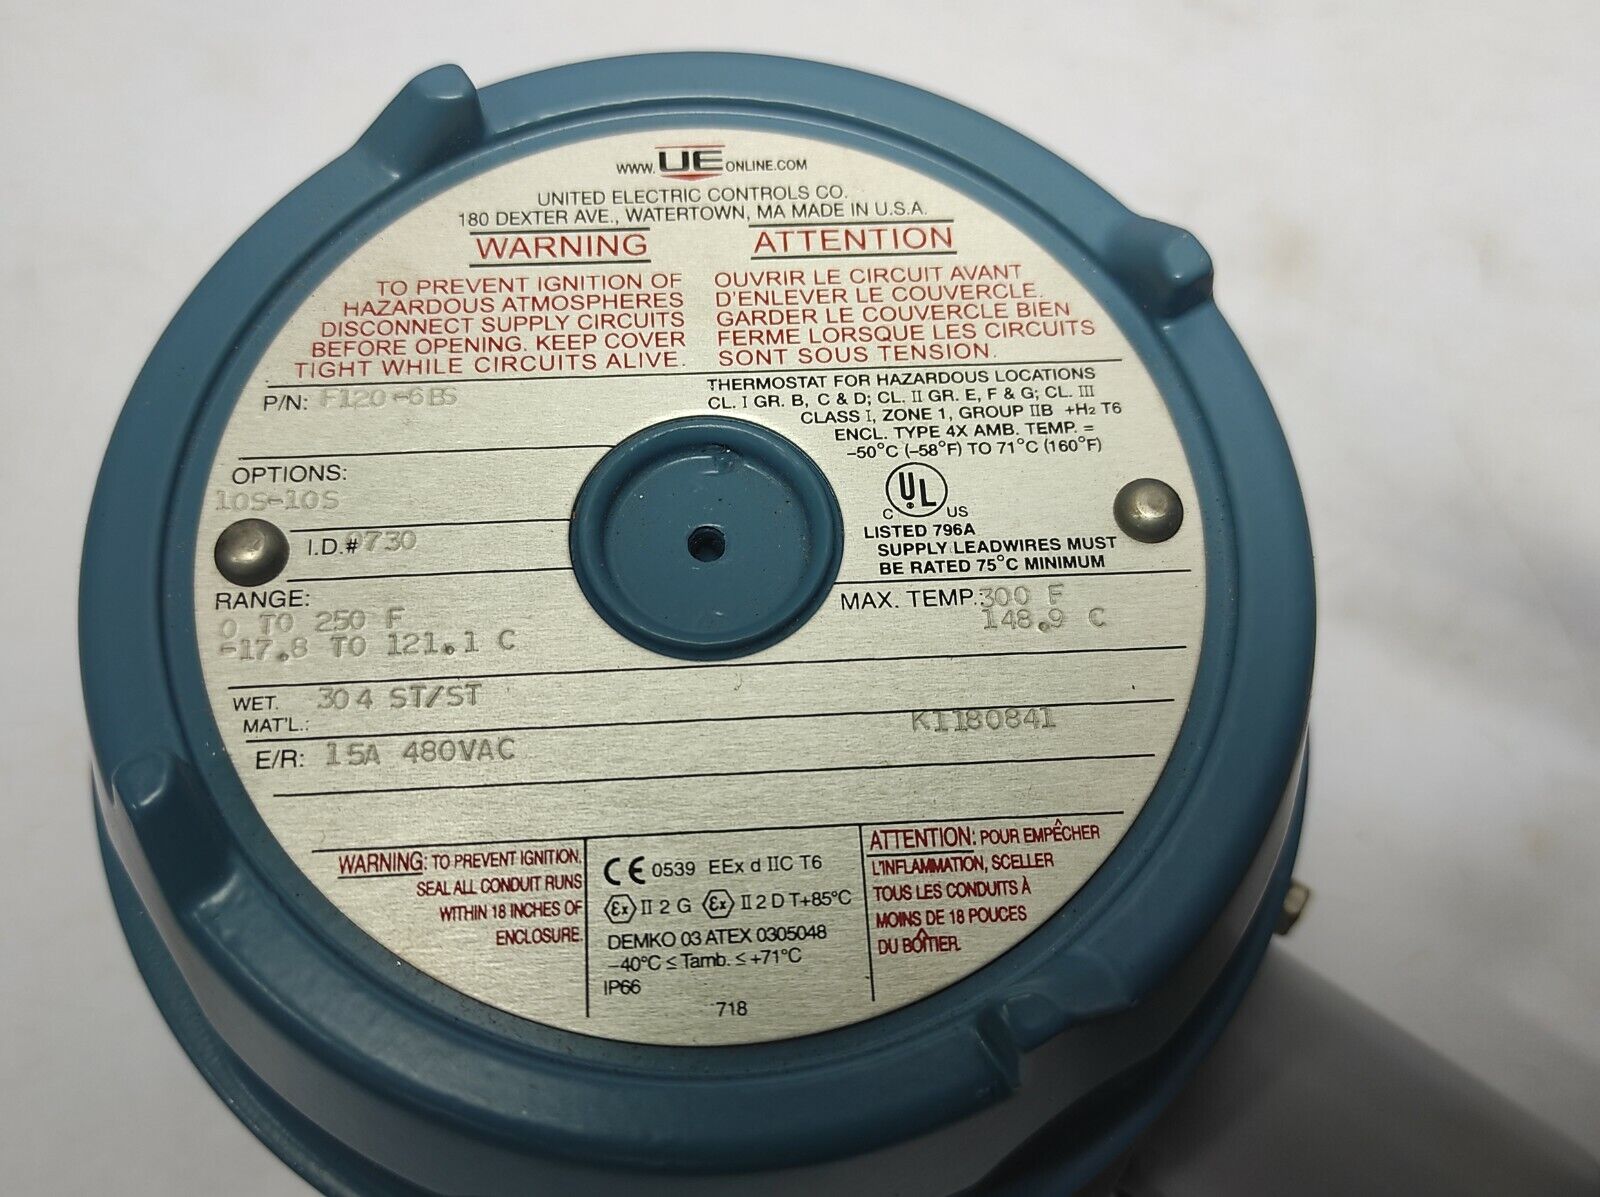 WWW. UE ONLINE.COM
UNITED ELECTRIC CONTROLS CO.
180 DEXTER AVE., WATERTOWN, MA MADE IN U.S.A.
WARNING
TO PREVENT IGNITION OF
HAZARDOUS ATMOSPHERES
DISCONNECT SUPPLY CIRCUITS
BEFORE OPENING. KEEP COVER
TIGHT WHILE CIRCUITS ALIVE.
ATTENTION
OUVRIR LE CIRCUIT AVANT
D'ENLEVER LE COUVERCLE.
GARDER LE COUVERCLE BIEN
FERME LORSQUE LES CIRCUITS
SONT SOUS TENSION.
P/N: F120-6BS
THERMOSTAT FOR HAZARDOUS LOCATIONS
CL. I GR. B, C & D; CL. II GR. E, F & G; CL. III
CLASS I, ZONE 1, GROUP IIB +H2 T6
ENCL. TYPE 4X AMB. TEMP. =
-50°C (-58°F) TO 71°C (160°F)
OPTIONS:
10S-10S
C UL US
LISTED 796A
SUPPLY LEADWIRES MUST
BE RATED 75°C MINIMUM
I.D.# 0730
RANGE:
0 TO 250 F
-17.8 TO 121.1 C
MAX. TEMP.: 300 F
148.9 C
WET. 304 ST/ST
MAT'L.:
K1180841
E/R: 15A 480VAC
WARNING: TO PREVENT IGNITION,
SEAL ALL CONDUIT RUNS
WITHIN 18 INCHES OF
ENCLOSURE.
CE 0539 EEx d IIC T6
Ex II 2 G Ex II 2 D T+85°C
DEMKO 03 ATEX 0305048
-40°C ≤ Tamb. ≤ +71°C
IP66
718
ATTENTION: POUR EMPÊCHER
L'INFLAMMATION, SCELLER
TOUS LES CONDUITS À
MOINS DE 18 POUCES
DU BOÎTIER.